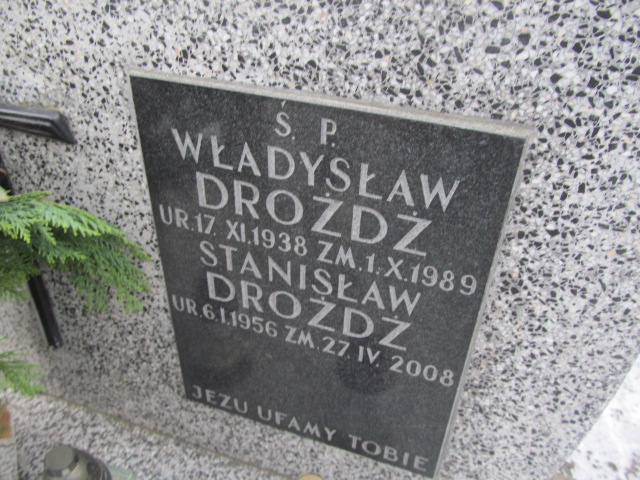 Ś. P.
WŁADYSŁAW
DROŻDŻ
UR.17.XI.1938 ZM.1.X.1989
STANISŁAW
DROŻDŻ
UR.6.I.1956 ZM.27.IV.2008
JEZU UFAMY TOBIE